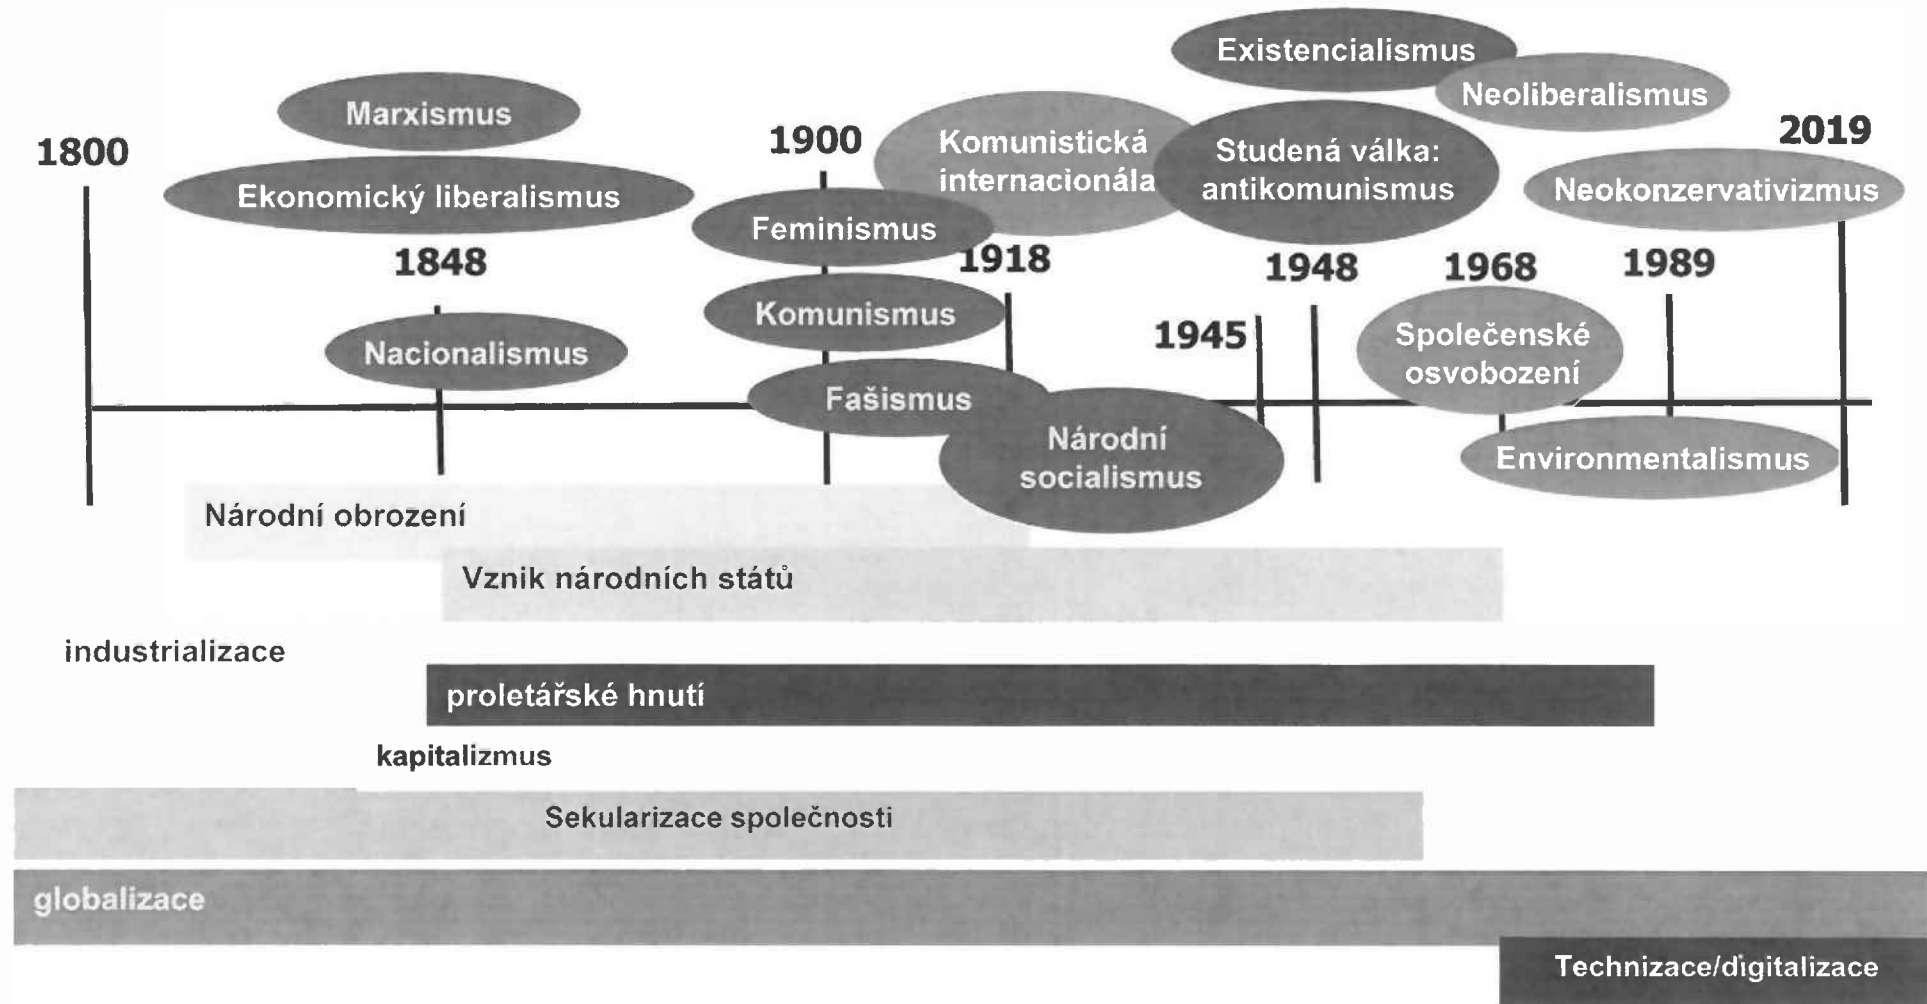 Existencialismus
Neoliberalismus
Marxismus
1800
1900
Komunistická
internacionála
Studená válka:
antikomunismus
2019
Ekonomický liberalismus
Neokonzervativizmus
Feminismus
1848
1918
1948
1968
1989
Komunismus
Nacionalismus
1945
Společenské
osvobození
Fašismus
Národní
socialismus
Environmentalismus
Národní obrození
Vznik národních států
industrializace
proletářské hnutí
kapitalizmus
Sekularizace společnosti
globalizace
Technizace/digitalizace